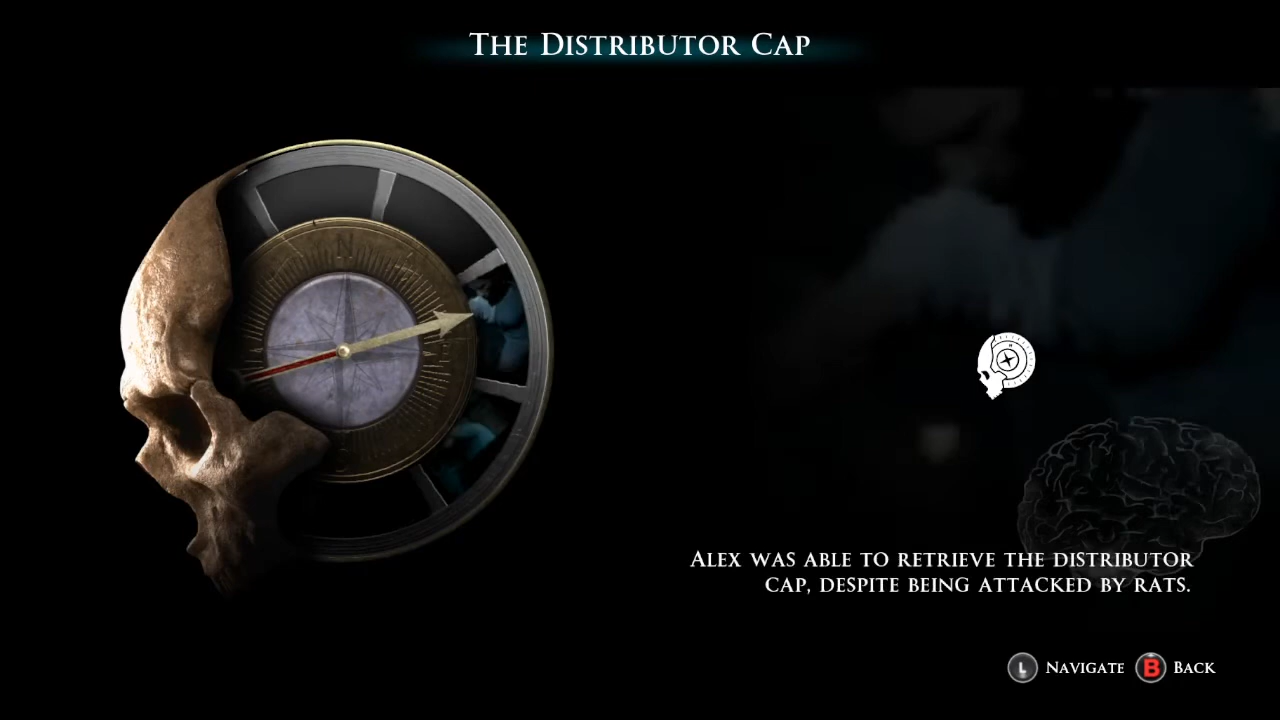 The Distributor Cap
N
Alex was able to retrieve the distributor
cap, despite being attacked by rats.
L Navigate B Back